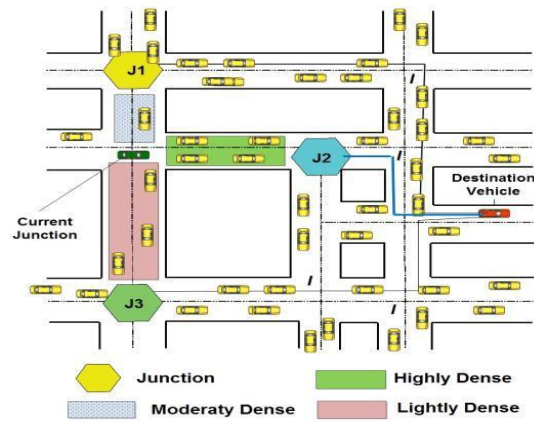 J1
J2
Destination
Vehicle
Current
Junction
J3
Junction
Highly Dense
Moderaty Dense
Lightly Dense